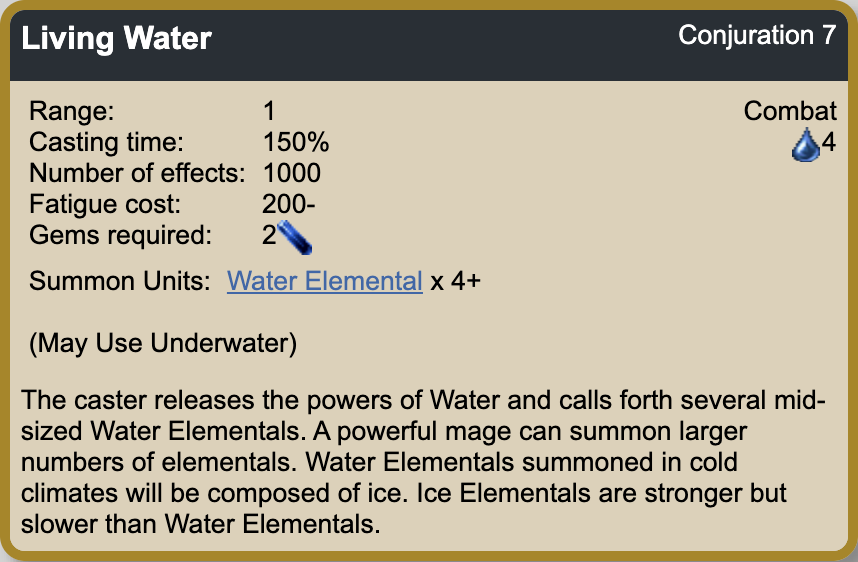 Living Water Conjuration 7
Range: 1 Combat
Casting time: 150% 4
Number of effects: 1000
Fatigue cost: 200-
Gems required: 2
Summon Units: Water Elemental x 4+
(May Use Underwater)
The caster releases the powers of Water and calls forth several mid-
sized Water Elementals. A powerful mage can summon larger
numbers of elementals. Water Elementals summoned in cold
climates will be composed of ice. Ice Elementals are stronger but
slower than Water Elementals.